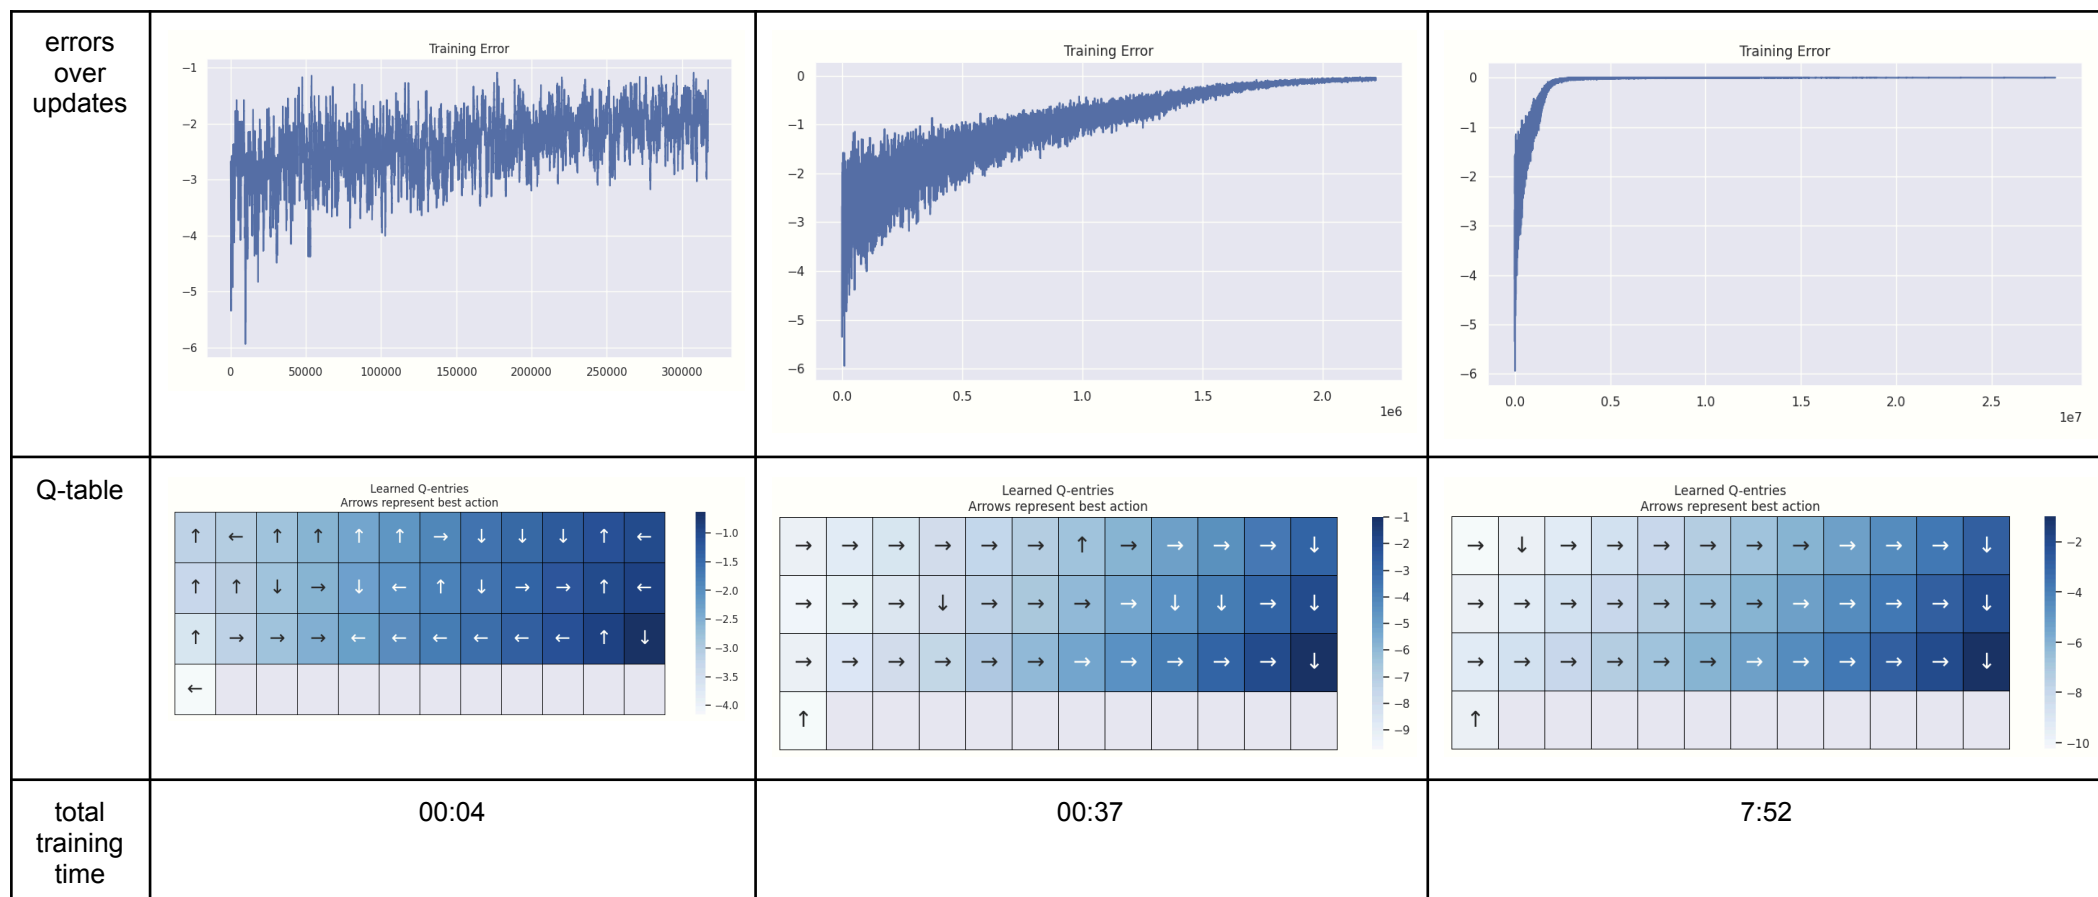 errors
over
updates
Training Error
−1
−2
−3
−4
−5
−6
0 50000 100000 150000 200000 250000 300000
Training Error
0
−1
−2
−3
−4
−5
−6
0.0 0.5 1.0 1.5 2.0
1e6
Training Error
0
−1
−2
−3
−4
−5
−6
0.0 0.5 1.0 1.5 2.0 2.5
1e7
Q-table
Learned Q-entries
Arrows represent best action
↑ ← ↑ ↑ ↑ ↑ → ↓ ↓ ↓ ↑ ←
↑ ↑ ↓ → ↓ ← ↑ ↓ → → ↑ ←
↑ → → → ← ← ← ← ← ← ↑ ↓
←
−1.0
−1.5
−2.0
−2.5
−3.0
−3.5
−4.0
Learned Q-entries
Arrows represent best action
→ → → → → → ↑ → → → → ↓
→ → → ↓ → → → → ↓ ↓ → ↓
→ → → → → → → → → → → ↓
↑
−1
−2
−3
−4
−5
−6
−7
−8
−9
Learned Q-entries
Arrows represent best action
→ ↓ → → → → → → → → → ↓
→ → → → → → → → → → → ↓
→ → → → → → → → → → → ↓
↑
−2
−4
−6
−8
−10
total
training
time
00:04
00:37
7:52